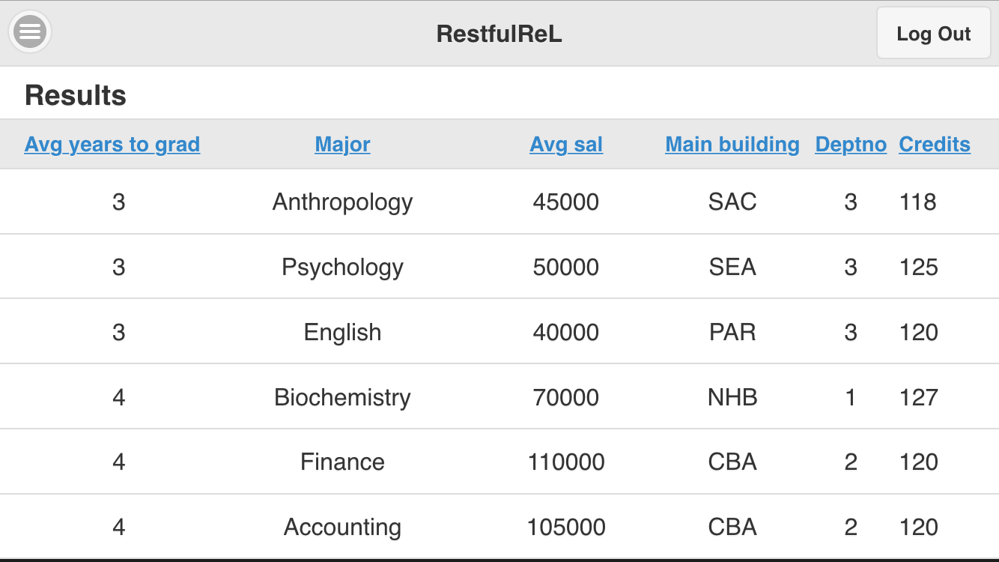 RestfulReL
Log Out
Results
Avg years to grad Major Avg sal Main building Deptno Credits
3 Anthropology 45000 SAC 3 118
3 Psychology 50000 SEA 3 125
3 English 40000 PAR 3 120
4 Biochemistry 70000 NHB 1 127
4 Finance 110000 CBA 2 120
4 Accounting 105000 CBA 2 120